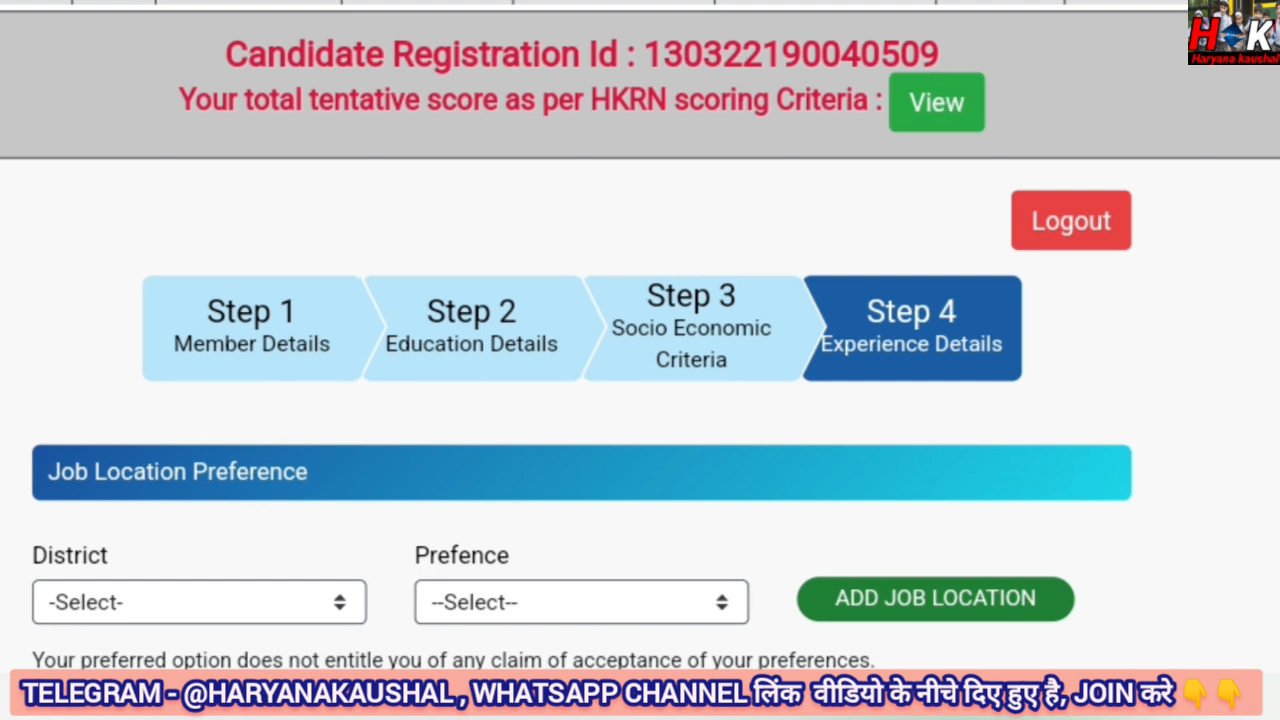 Candidate Registration Id : 130322190040509
Your total tentative score as per HKRN scoring Criteria : View
H K
Haryana kaushal
Logout
Step 1
Member Details
Step 2
Education Details
Step 3
Socio Economic
Criteria
Step 4
Experience Details
Job Location Preference
District
Prefence
-Select-
--Select--
ADD JOB LOCATION
Your preferred option does not entitle you of any claim of acceptance of your preferences.
TELEGRAM - @HARYANAKAUSHAL , WHATSAPP CHANNEL लिंक वीडियो के नीचे दिए हुए है, JOIN करे 👇👇